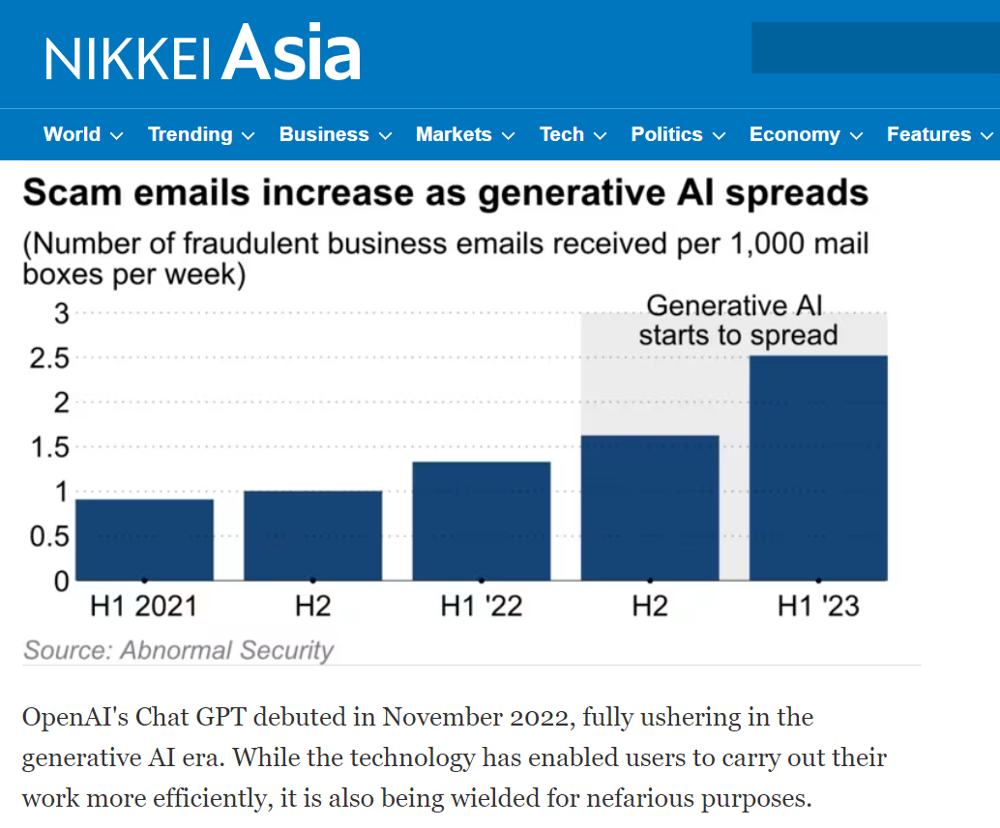 NIKKEI Asia
World Trending Business Markets Tech Politics Economy Features
Scam emails increase as generative AI spreads
(Number of fraudulent business emails received per 1,000 mail
boxes per week)
Generative AI
starts to spread
3
2.5
2
1.5
1
0.5
0
H1 2021 H2 H1 '22 H2 H1 '23
Source: Abnormal Security
OpenAI's Chat GPT debuted in November 2022, fully ushering in the
generative AI era. While the technology has enabled users to carry out their
work more efficiently, it is also being wielded for nefarious purposes.